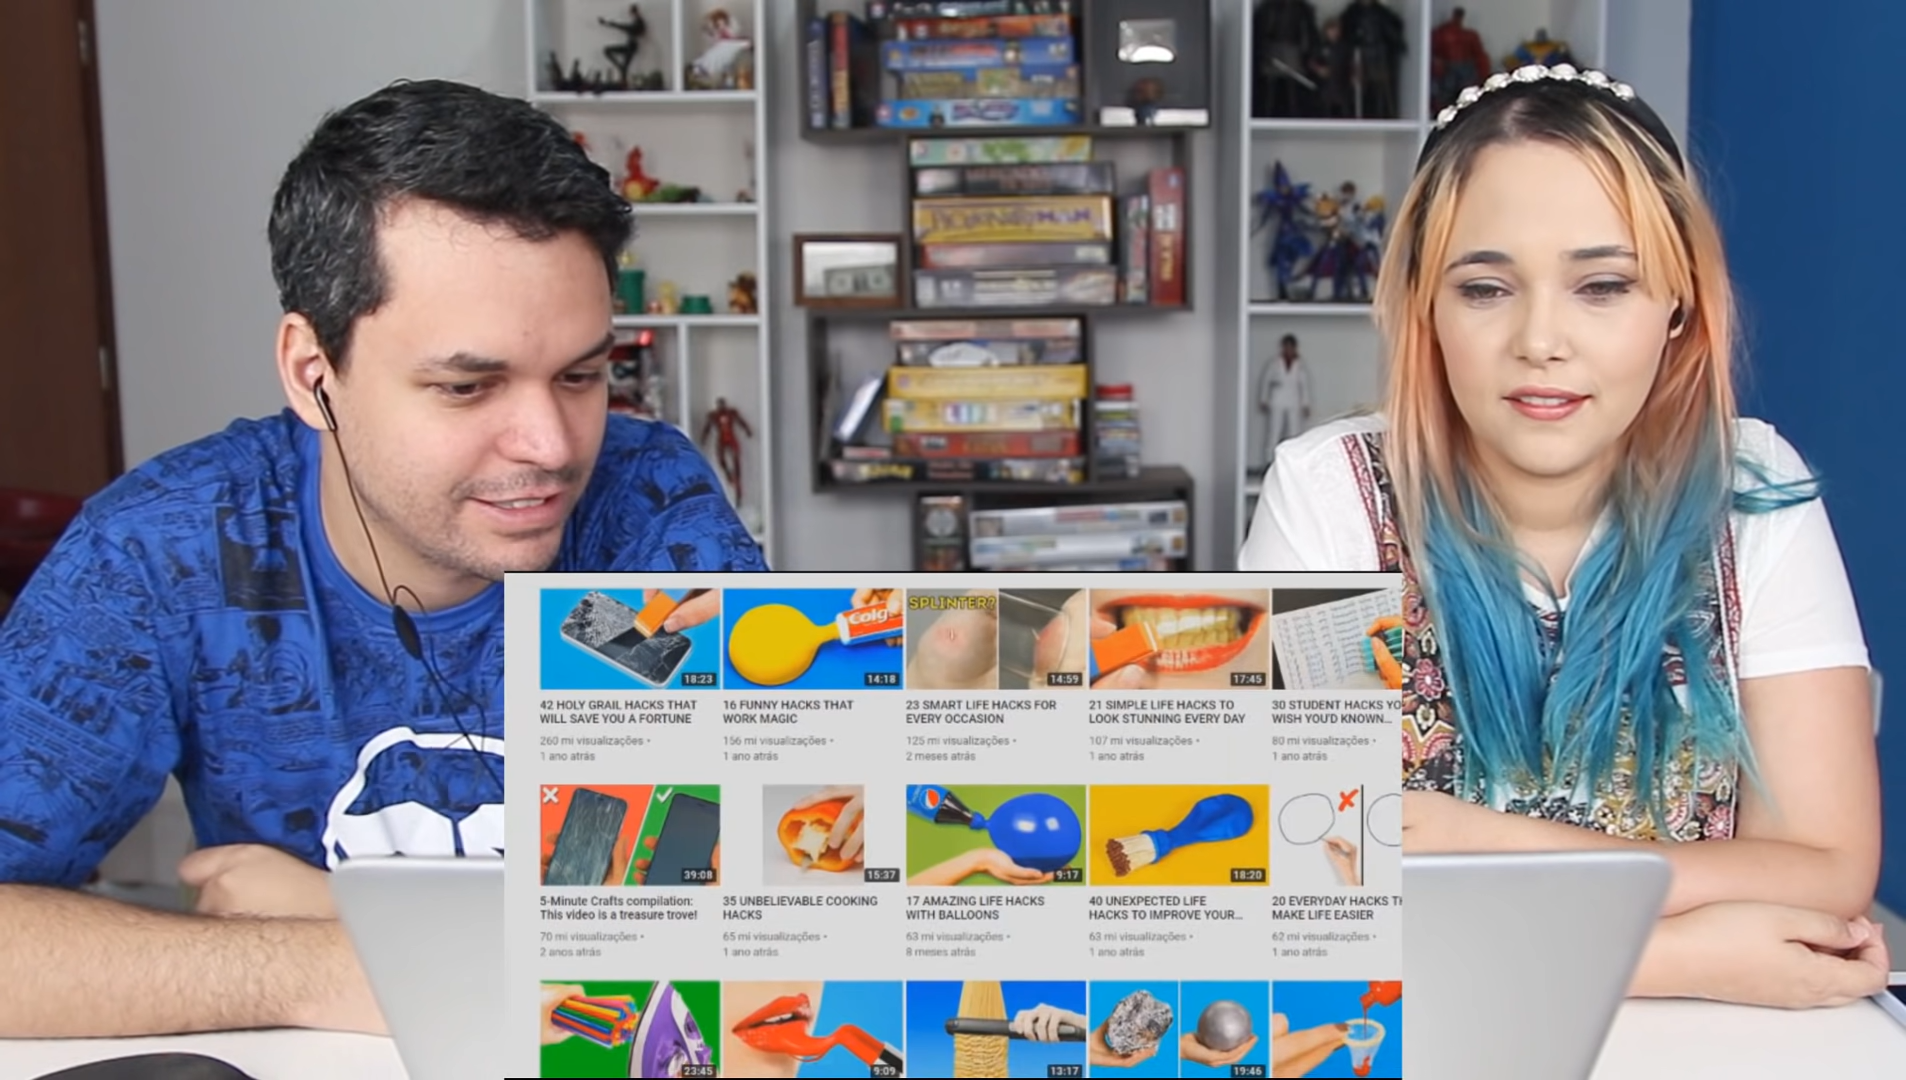 SPLINTER?
Colg
18:23
14:18
14:59
17:45
42 HOLY GRAIL HACKS THAT
WILL SAVE YOU A FORTUNE
260 mi visualizações •
1 ano atrás
16 FUNNY HACKS THAT
WORK MAGIC
156 mi visualizações •
1 ano atrás
23 SMART LIFE HACKS FOR
EVERY OCCASION
125 mi visualizações •
2 meses atrás
21 SIMPLE LIFE HACKS TO
LOOK STUNNING EVERY DAY
107 mi visualizações •
1 ano atrás
30 STUDENT HACKS YO
WISH YOU'D KNOWN...
80 mi visualizações •
1 ano atrás
39:08
15:37
9:17
18:20
5-Minute Crafts compilation:
This video is a treasure trove!
70 mi visualizações •
2 anos atrás
35 UNBELIEVABLE COOKING
HACKS
65 mi visualizações •
1 ano atrás
17 AMAZING LIFE HACKS
WITH BALLOONS
63 mi visualizações •
8 meses atrás
40 UNEXPECTED LIFE
HACKS TO IMPROVE YOUR...
63 mi visualizações •
1 ano atrás
20 EVERYDAY HACKS TH
MAKE LIFE EASIER
62 mi visualizações •
1 ano atrás
23:45
9:09
13:17
19:46